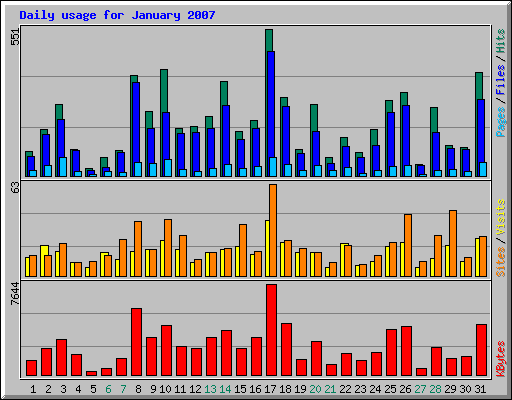 Daily usage for January 2007
551
Pages / Files / Hits
63
Sites / Visits
7644
KBytes
1 2 3 4 5 6 7 8 9 10 11 12 13 14 15 16 17 18 19 20 21 22 23 24 25 26 27 28 29 30 31